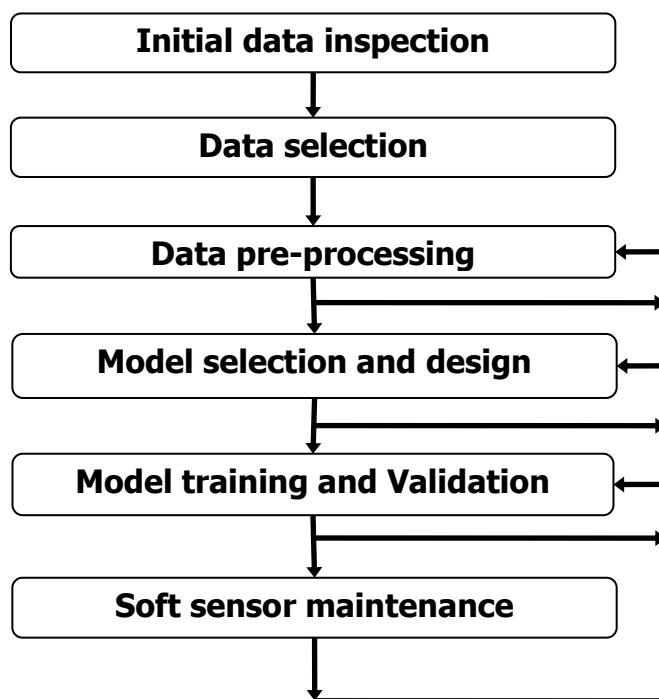 Initial data inspection
Data selection
Data pre-processing
Model selection and design
Model training and Validation
Soft sensor maintenance